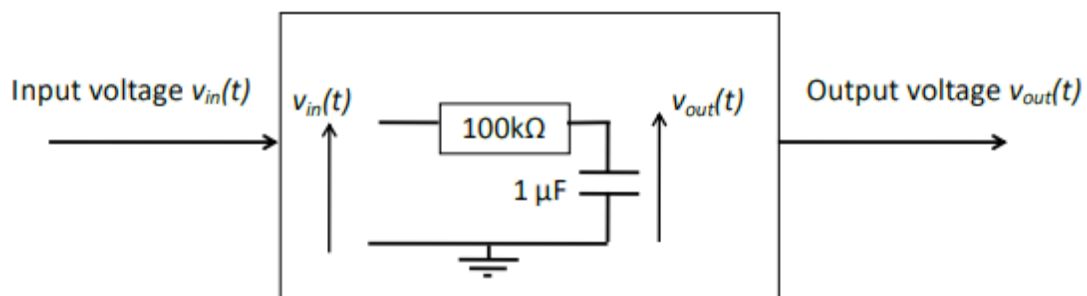 Input voltage vin(t)
vin(t)
100kΩ
1 µF
vout(t)
Output voltage vout(t)